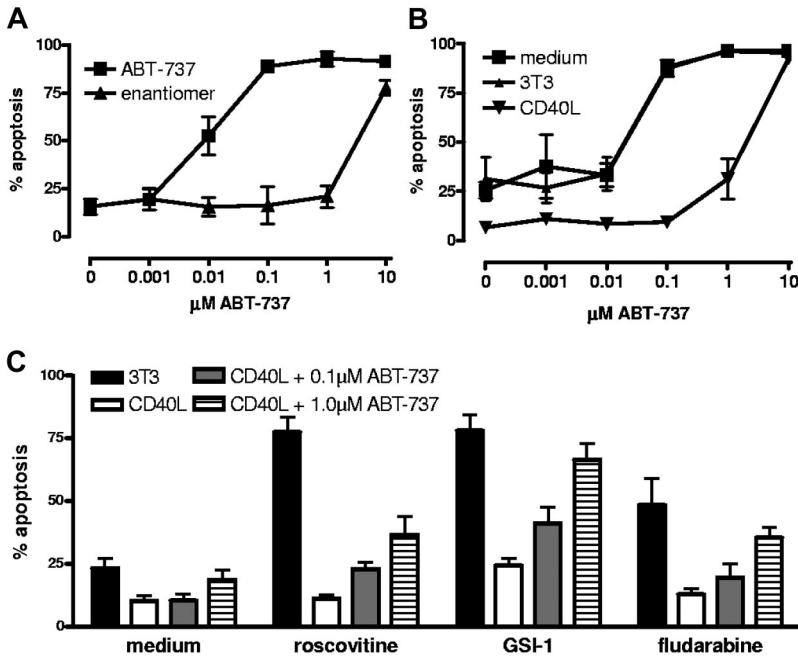 A
100
75
50
25
0
% apoptosis
ABT-737
enantiomer
0 0.001 0.01 0.1 1 10
μM ABT-737
B
100
75
50
25
0
% apoptosis
medium
3T3
CD40L
0 0.001 0.01 0.1 1 10
μM ABT-737
C
100
75
50
25
0
% apoptosis
3T3 CD40L + 0.1μM ABT-737
CD40L CD40L + 1.0μM ABT-737
medium roscovitine GSI-1 fludarabine